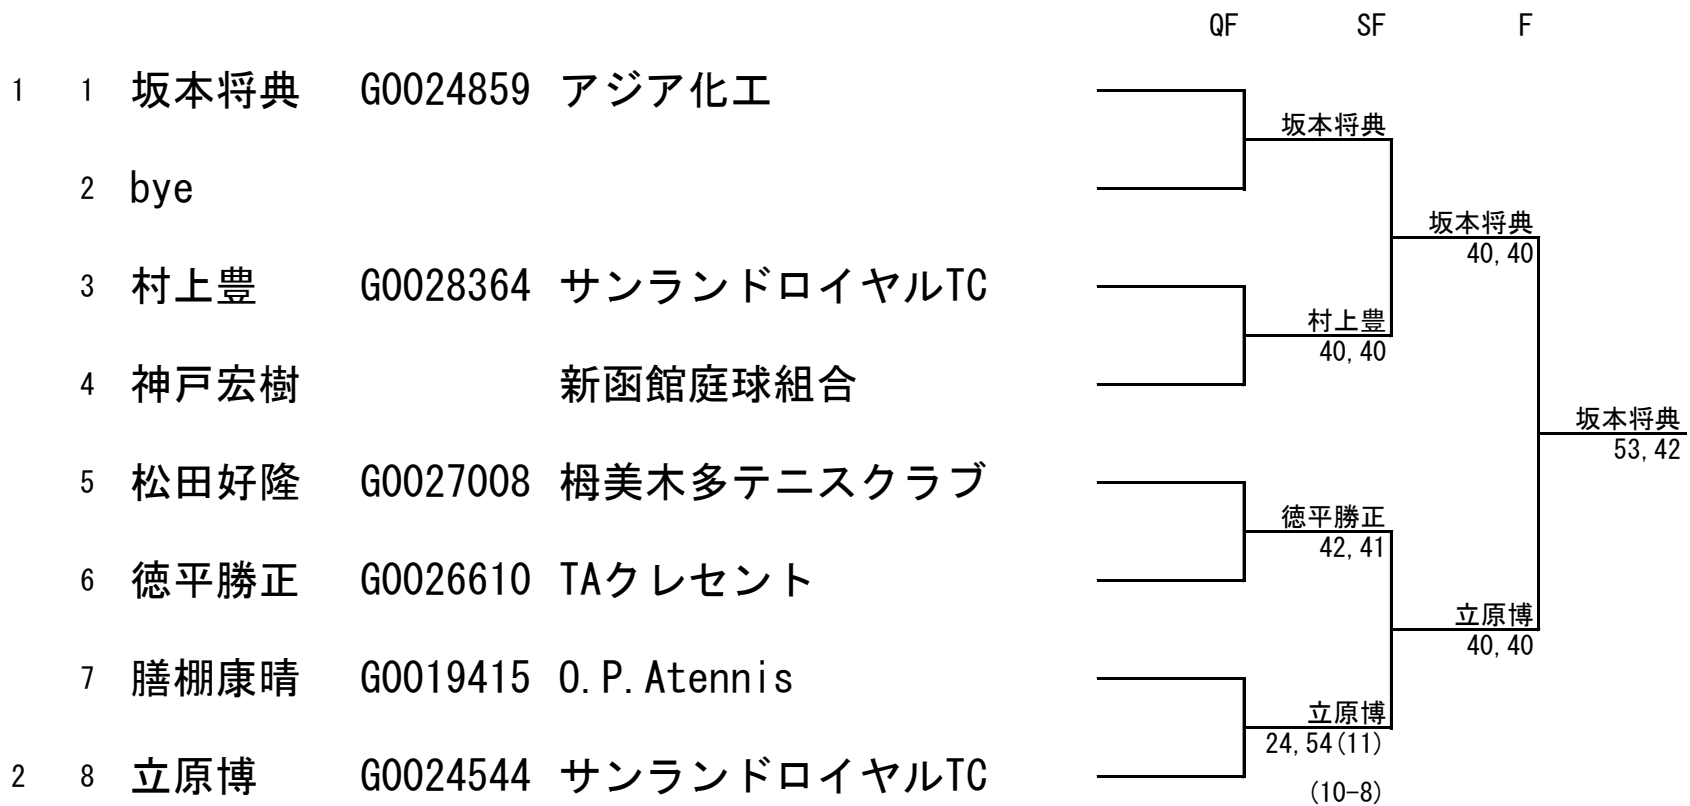 QF SF F
1 1 坂本将典 G0024859 アジア化工
坂本将典
2 bye
坂本将典
40,40
3 村上豊 G0028364 サンランドロイヤルTC
村上豊
40,40
4 神戸宏樹 新函館庭球組合
坂本将典
53,42
5 松田好隆 G0027008 栂美木多テニスクラブ
徳平勝正
42,41
6 徳平勝正 G0026610 TAクレセント
立原博
40,40
7 膳棚康晴 G0019415 O.P.Atennis
立原博
24,54(11)
2 8 立原博 G0024544 サンランドロイヤルTC
(10-8)